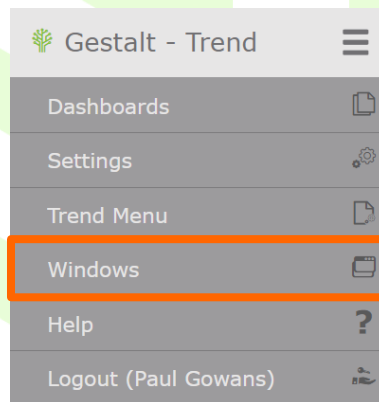 Gestalt - Trend
Dashboards
Settings
Trend Menu
Windows
Help
?
Logout (Paul Gowans)